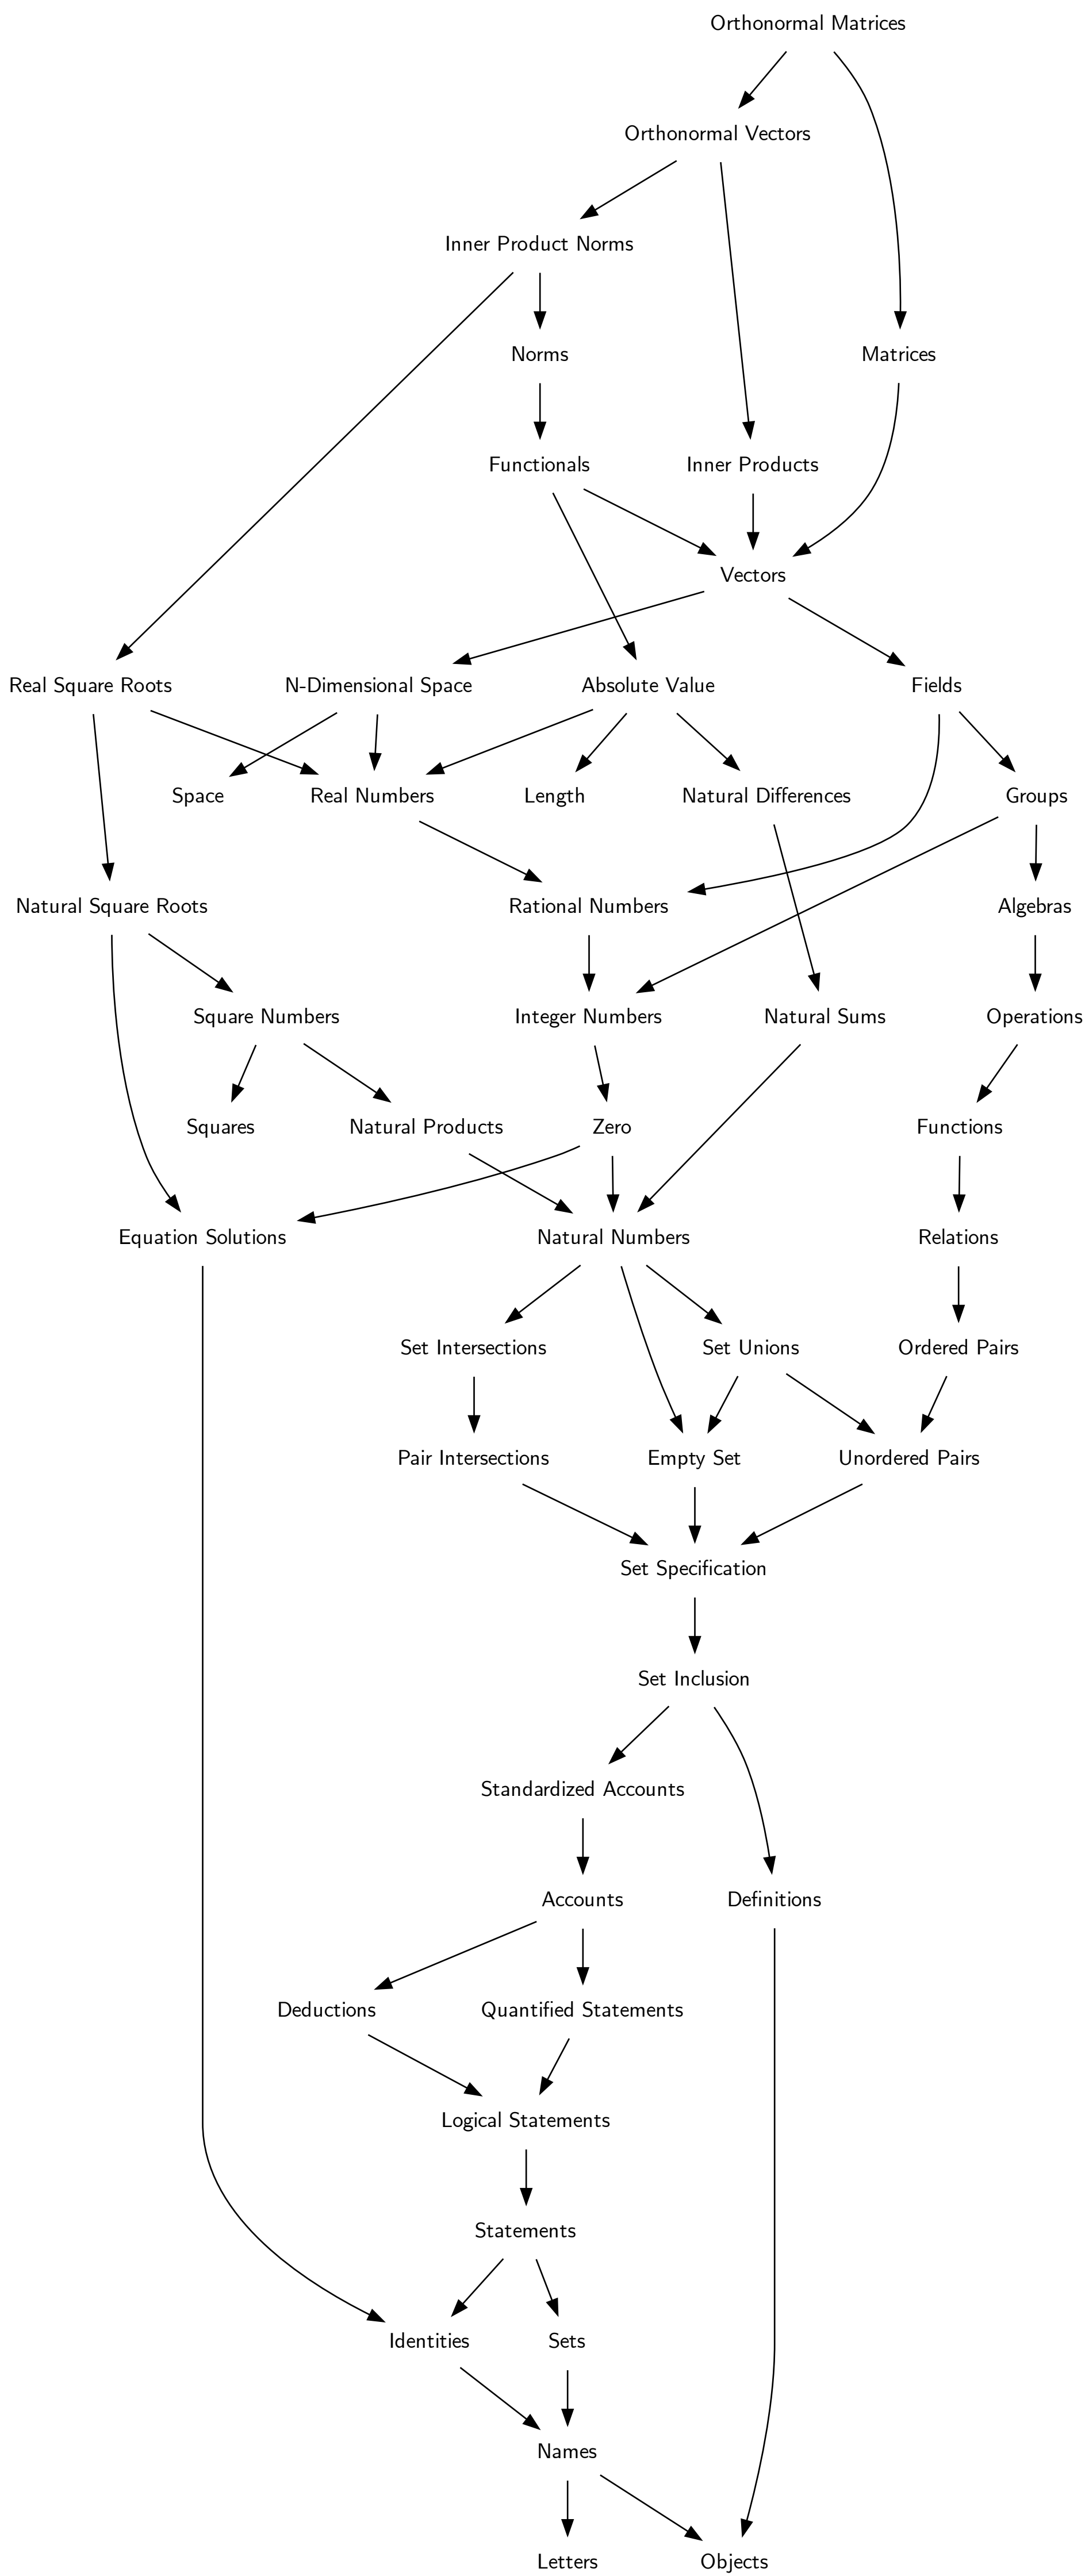 Orthonormal Matrices
Orthonormal Vectors
Inner Product Norms
Norms
Matrices
Functionals
Inner Products
Vectors
Real Square Roots
N-Dimensional Space
Absolute Value
Fields
Space
Real Numbers
Length
Natural Differences
Groups
Natural Square Roots
Rational Numbers
Algebras
Square Numbers
Integer Numbers
Natural Sums
Operations
Squares
Natural Products
Zero
Functions
Equation Solutions
Natural Numbers
Relations
Set Intersections
Set Unions
Ordered Pairs
Pair Intersections
Empty Set
Unordered Pairs
Set Specification
Set Inclusion
Standardized Accounts
Accounts
Definitions
Deductions
Quantified Statements
Logical Statements
Statements
Identities
Sets
Names
Letters
Objects